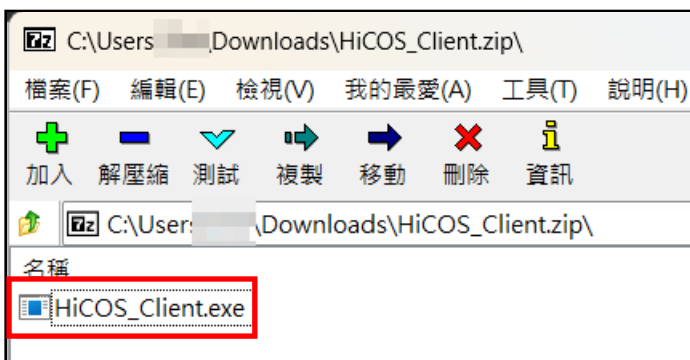 7z C:\Users \Downloads\HiCOS_Client.zip\
檔案(F) 編輯(E) 檢視(V) 我的最愛(A) 工具(T) 說明(H)
加入 解壓縮 測試 複製 移動 刪除 資訊
7z C:\Users \Downloads\HiCOS_Client.zip\
名稱
HiCOS_Client.exe